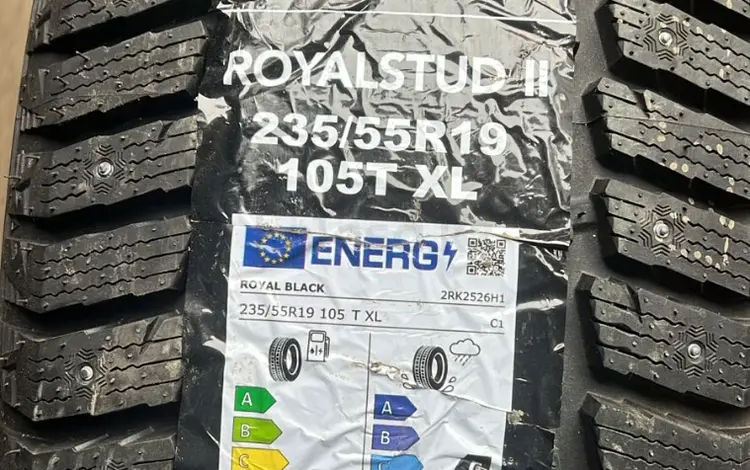 ROYALSTUD II
235/55R19
105T XL
ENERG
ROYAL BLACK 2RK2526H1
235/55R19 105 T XL C1
A A
B B
C C